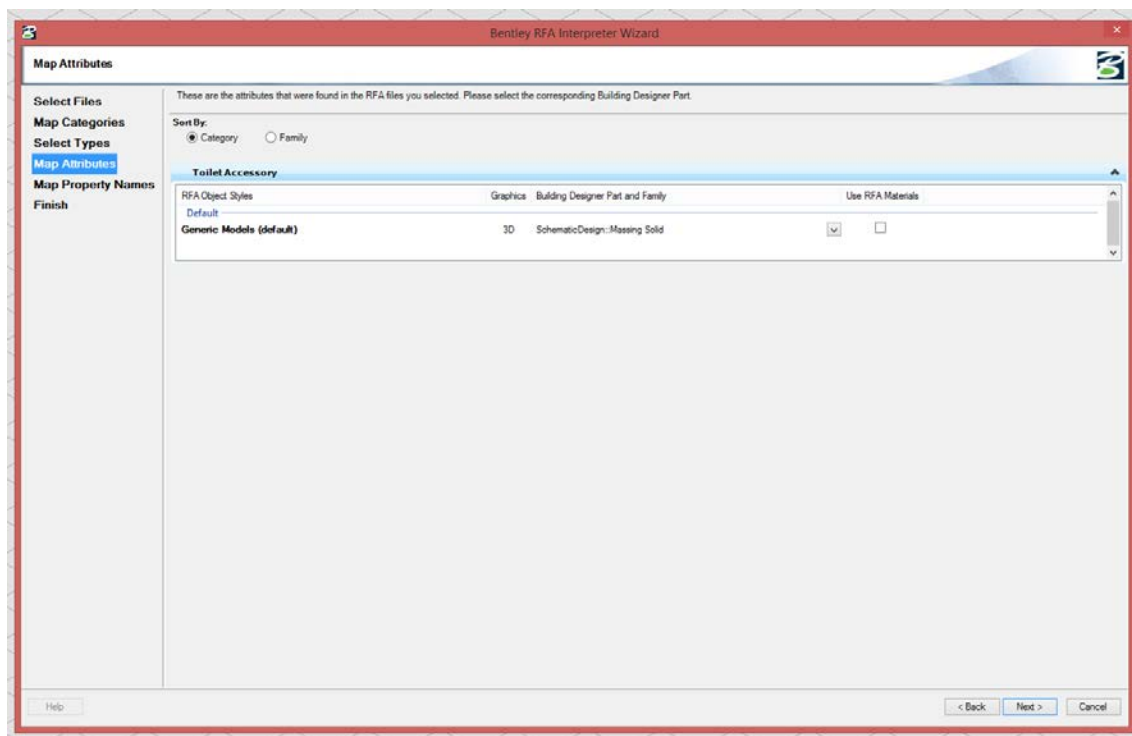 Bentley RFA Interpreter Wizard
Map Attributes
Select Files
Map Categories
Select Types
Map Attributes
Map Property Names
Finish
These are the attributes that were found in the RFA files you selected. Please select the corresponding Building Designer Part.
Sort By:
Category Family
Toilet Accessory
RFA Object Styles Graphics Building Designer Part and Family Use RFA Materials
Default
Generic Models (default) 3D SchematicDesign::Massing Solid
Help < Back Next > Cancel